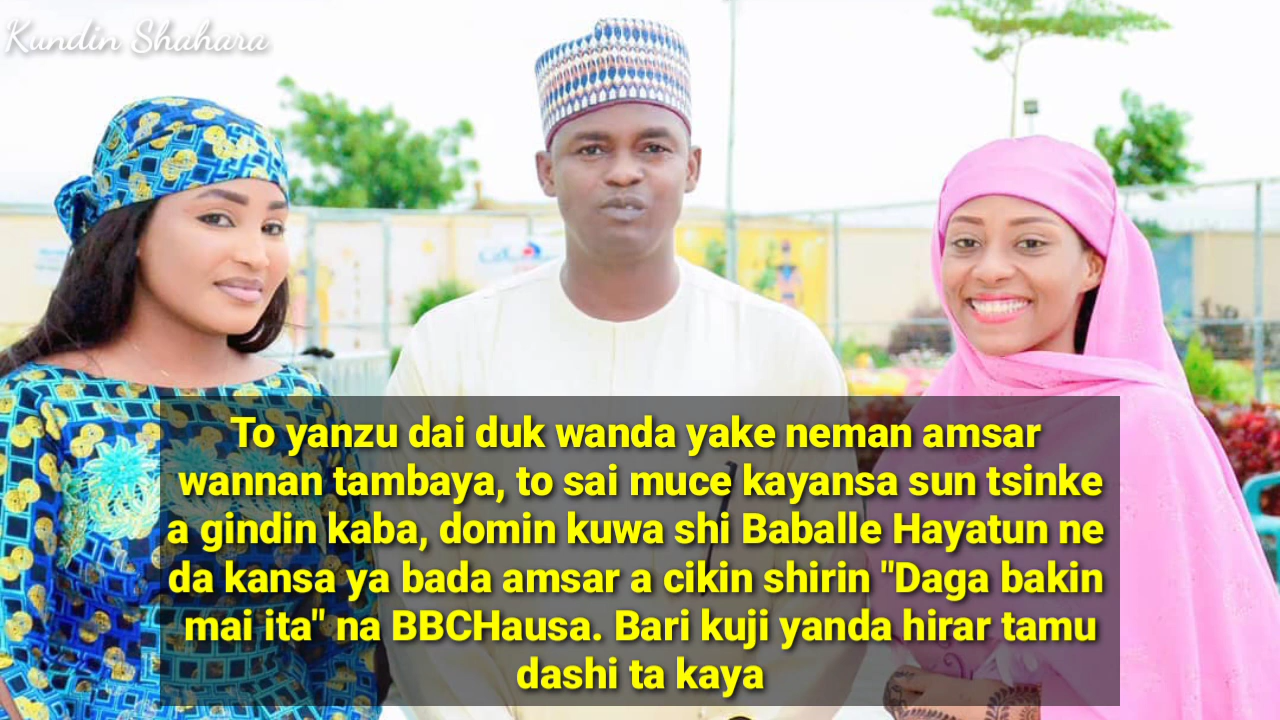 Kundin Shahara
To yanzu dai duk wanda yake neman amsar
wannan tambaya, to sai muce kayansa sun tsinke
a gindin kaba, domin kuwa shi Baballe Hayatun ne
da kansa ya bada amsar a cikin shirin "Daga bakin
mai ita" na BBCHausa. Bari kuji yanda hirar tamu
dashi ta kaya